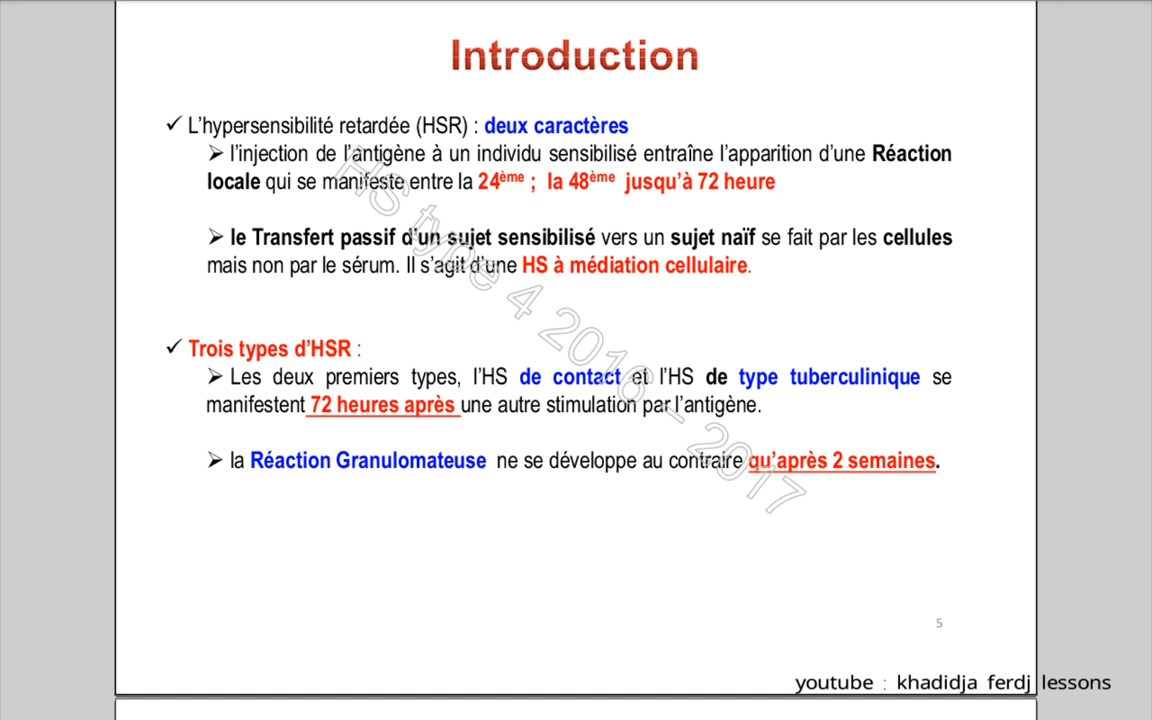 Introduction
✓ L’hypersensibilité retardée (HSR) : deux caractères
➢ l’injection de l’antigène à un individu sensibilisé entraîne l’apparition d’une Réaction
locale qui se manifeste entre la 24ème ; la 48ème jusqu’à 72 heure
➢ le Transfert passif d’un sujet sensibilisé vers un sujet naïf se fait par les cellules
mais non par le sérum. Il s’agit d’une HS à médiation cellulaire.
✓ Trois types d’HSR :
➢ Les deux premiers types, l’HS de contact et l’HS de type tuberculinique se
manifestent 72 heures après une autre stimulation par l’antigène.
➢ la Réaction Granulomateuse ne se développe au contraire qu’après 2 semaines.
HS type 4 2016 – 2017
5
youtube : khadidja ferdj lessons